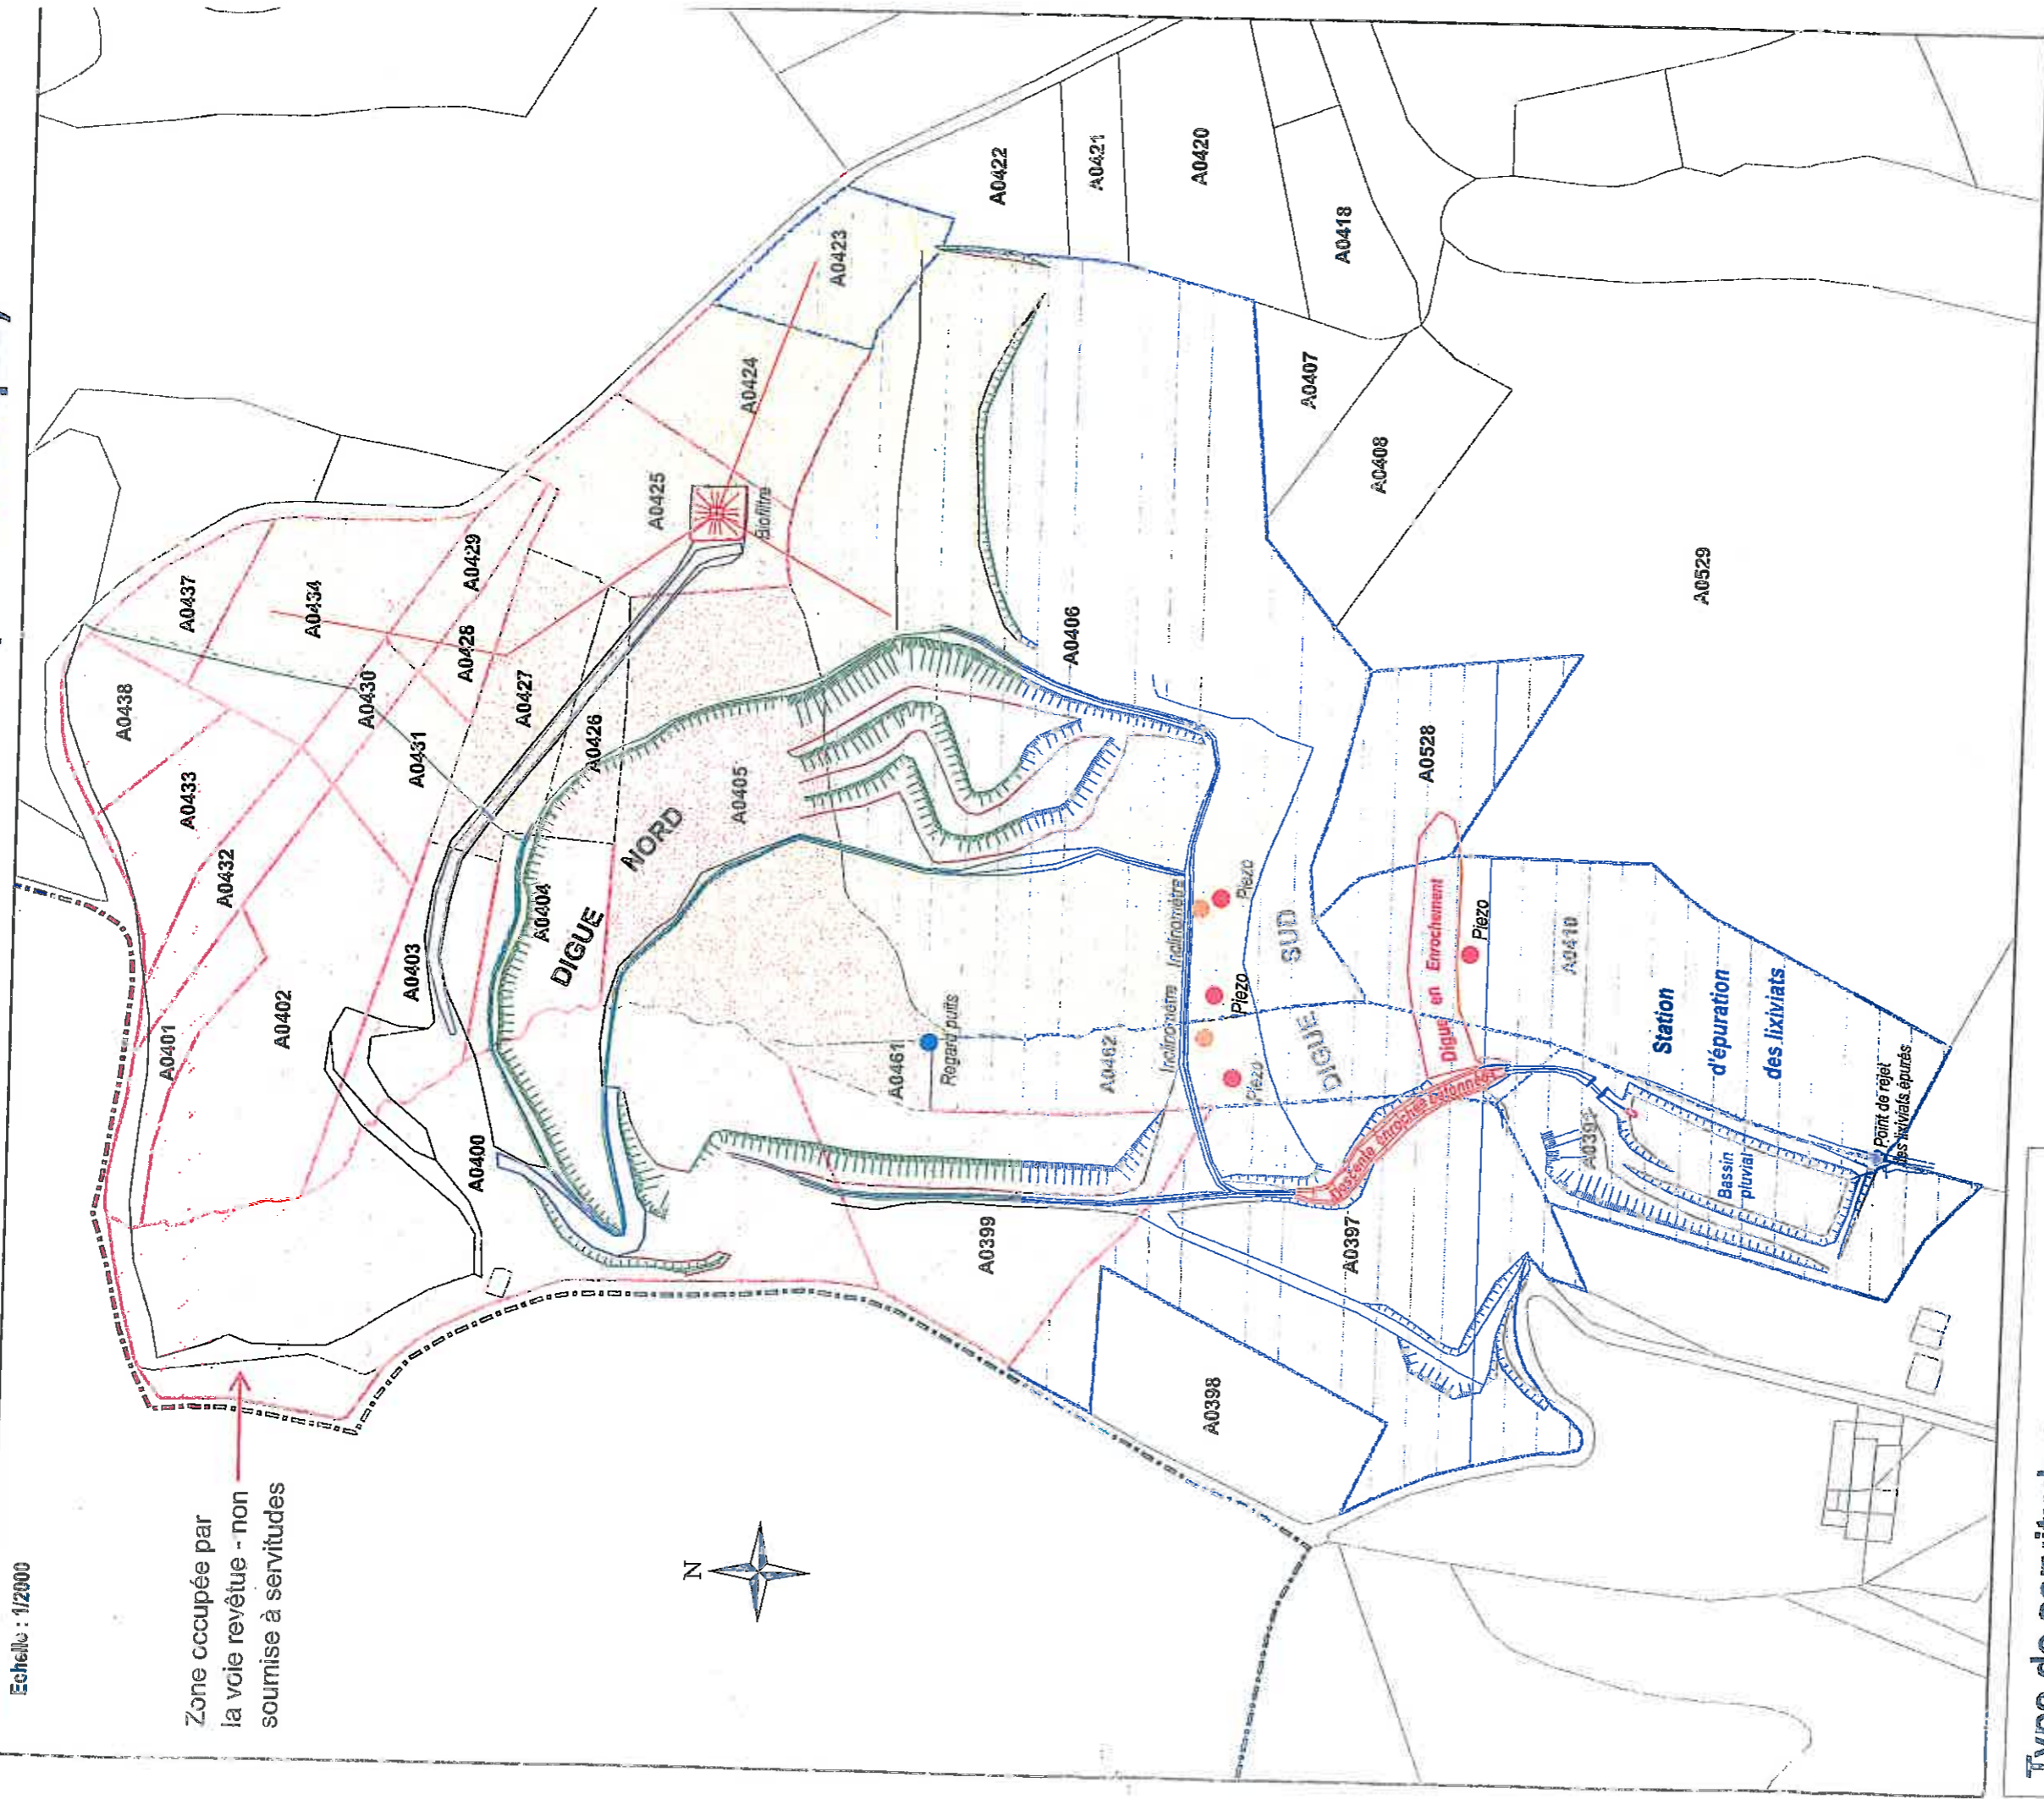 Echelle : 1/2000
Zone occupée par
la voie revêtue - non
soumise à servitudes
N
A0438
A0437
A0433
A0434
A0432
A0430
A0429
A0428
A0431
A0427
A0426
A0425
A0424
A0423
A0422
A0421
A0420
A0418
A0401
A0402
A0403
A0400
A0404
DIGUE
NORD
A0405
Biofiltre
A0406
A0407
A0408
A0461
Regard puits
A0462
A0399
Inclinomètre
Inclinomètre
Piezo
Piezo
Piezo
DIGUE
SUD
A0398
A0397
Descente enrochée bétonnée
Digue en Enrochement
Piezo
A0528
A0529
A0410
Station
d'épuration
des lixiviats
Bassin
pluvial
Point de rejet
des lixiviats épurés